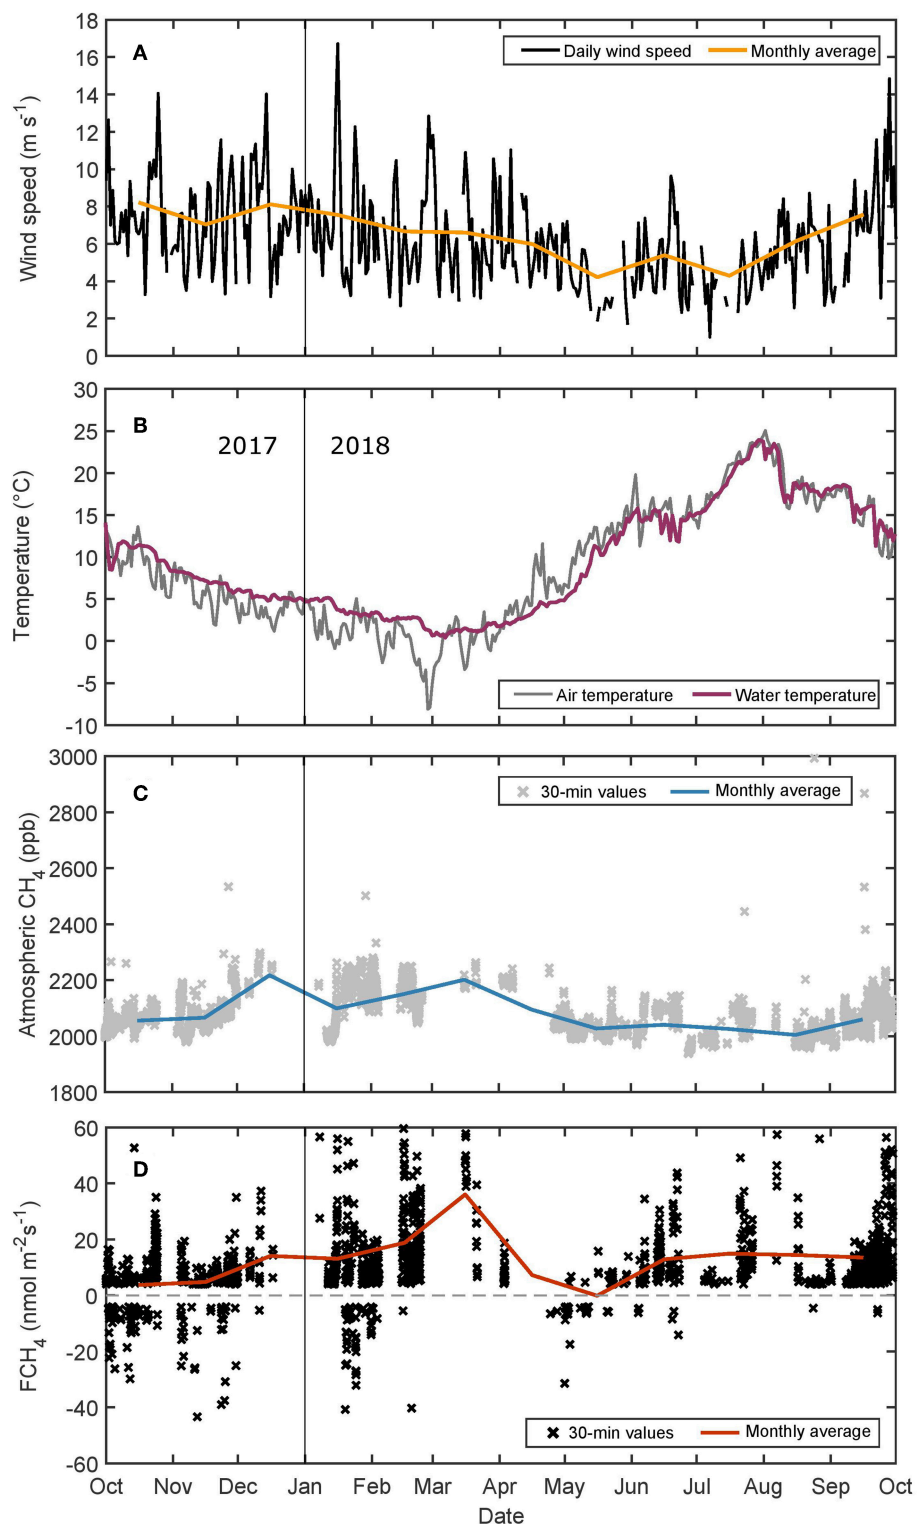 18
16
14
12
10
8
6
4
2
0
Wind speed (m s-1)
A
Daily wind speed
Monthly average
30
25
20
15
10
5
0
-5
-10
Temperature (°C)
B
2017
2018
Air temperature
Water temperature
3000
2800
2600
2400
2200
2000
1800
Atmospheric CH4 (ppb)
C
30-min values
Monthly average
60
40
20
0
-20
-40
-60
FCH4 (nmol m-2s-1)
D
30-min values
Monthly average
Oct Nov Dec Jan Feb Mar Apr May Jun Jul Aug Sep Oct
Date